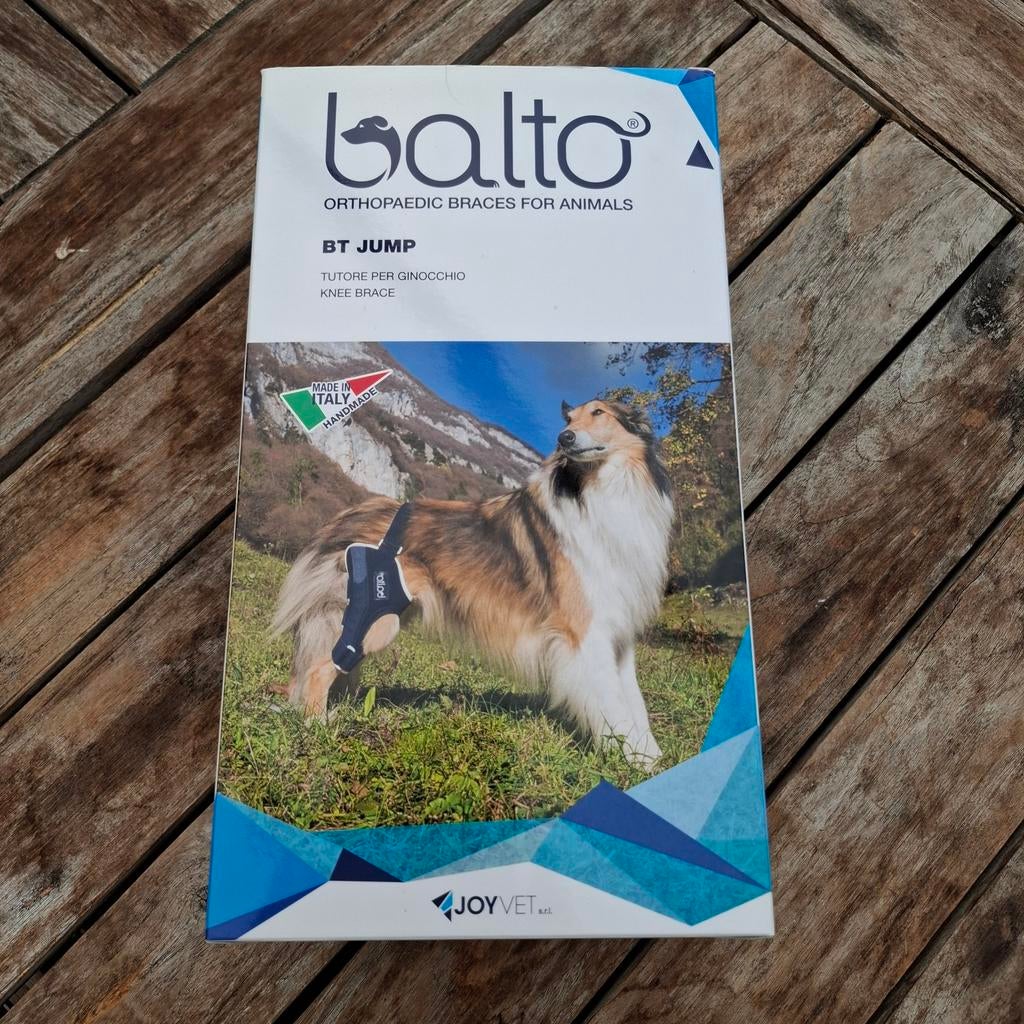 balto®
ORTHOPAEDIC BRACES FOR ANIMALS
BT JUMP
TUTORE PER GINOCCHIO
KNEE BRACE
MADE IN
ITALY
HANDMADE
balto
JOYVET s.r.l.